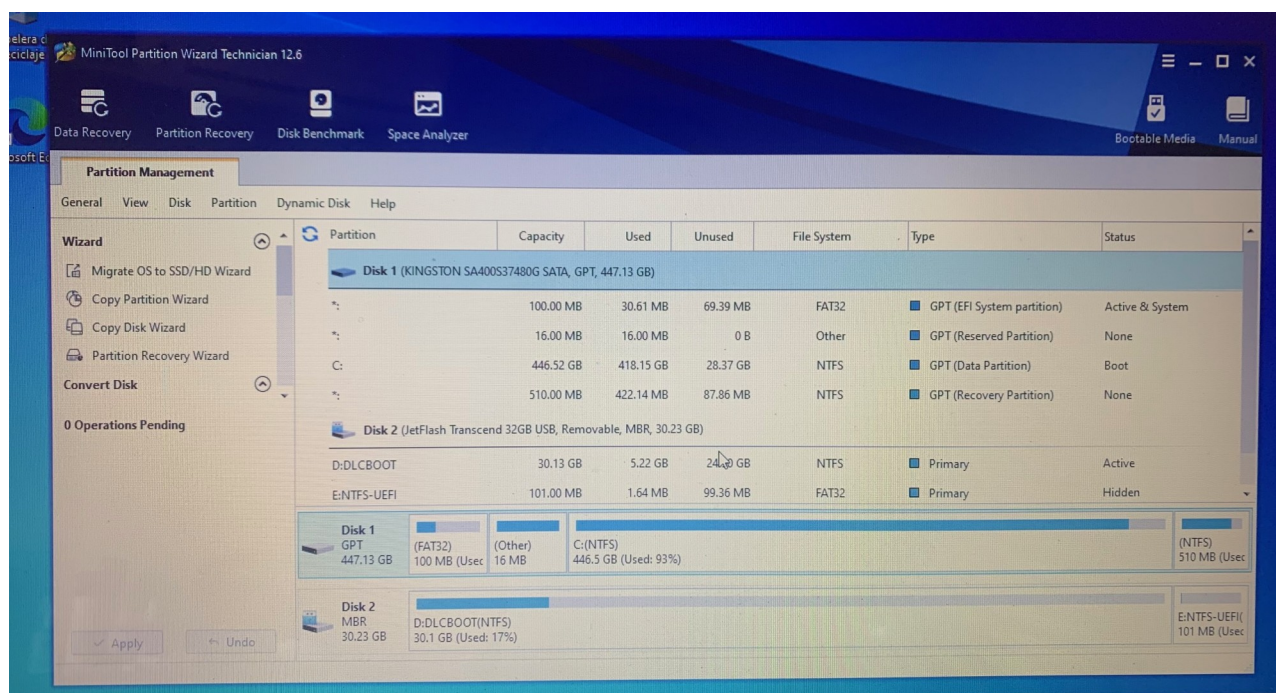 elera d
ciclaje
MiniTool Partition Wizard Technician 12.6
Data Recovery Partition Recovery Disk Benchmark Space Analyzer Bootable Media Manual
osoft Ec
Partition Management
General View Disk Partition Dynamic Disk Help
Wizard
Migrate OS to SSD/HD Wizard
Copy Partition Wizard
Copy Disk Wizard
Partition Recovery Wizard
Convert Disk
0 Operations Pending
Apply Undo
Partition Capacity Used Unused File System Type Status
Disk 1 (KINGSTON SA400S37480G SATA, GPT, 447.13 GB)
*: 100.00 MB 30.61 MB 69.39 MB FAT32 GPT (EFI System partition) Active & System
*: 16.00 MB 16.00 MB 0 B Other GPT (Reserved Partition) None
C: 446.52 GB 418.15 GB 28.37 GB NTFS GPT (Data Partition) Boot
*: 510.00 MB 422.14 MB 87.86 MB NTFS GPT (Recovery Partition) None
Disk 2 (JetFlash Transcend 32GB USB, Removable, MBR, 30.23 GB)
D:DLCBOOT 30.13 GB 5.22 GB GB NTFS Primary Active
E:NTFS-UEFI 101.00 MB 1.64 MB 99.36 MB FAT32 Primary Hidden
Disk 1
GPT
447.13 GB
(FAT32)
100 MB (Usec
(Other)
16 MB
C:(NTFS)
446.5 GB (Used: 93%)
(NTFS)
510 MB (Usec
Disk 2
MBR
30.23 GB
D:DLCBOOT(NTFS)
30.1 GB (Used: 17%)
E:NTFS-UEFI(
101 MB (Usec